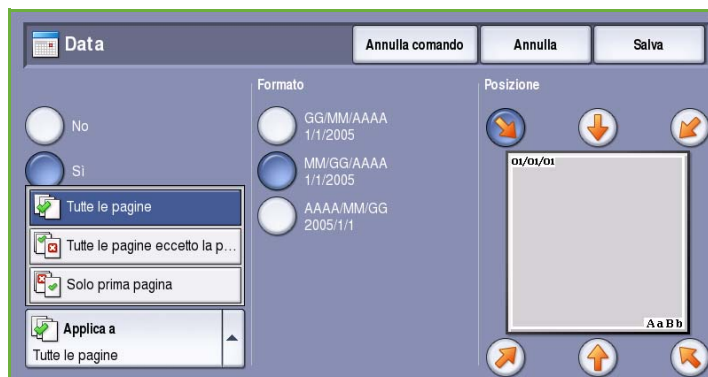 Data
Annulla comando
Annulla
Salva
No
Sì
Tutte le pagine
Tutte le pagine eccetto la p...
Solo prima pagina
Applica a
Tutte le pagine
Formato
GG/MM/AAAA
1/1/2005
MM/GG/AAAA
1/1/2005
AAAA/MM/GG
2005/1/1
Posizione
01/01/01
AaBb